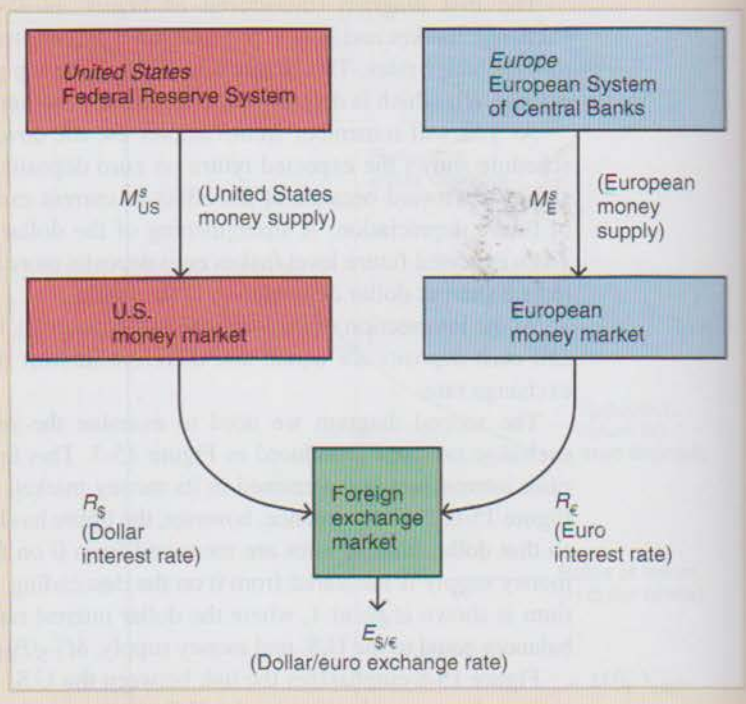 United States
Federal Reserve System
Europe
European System
of Central Banks
M^s_US
(United States
money supply)
M^s_E
(European
money
supply)
U.S.
money market
European
money market
R_$
(Dollar
interest rate)
Foreign
exchange
market
R_€
(Euro
interest rate)
E_$/€
(Dollar/euro exchange rate)